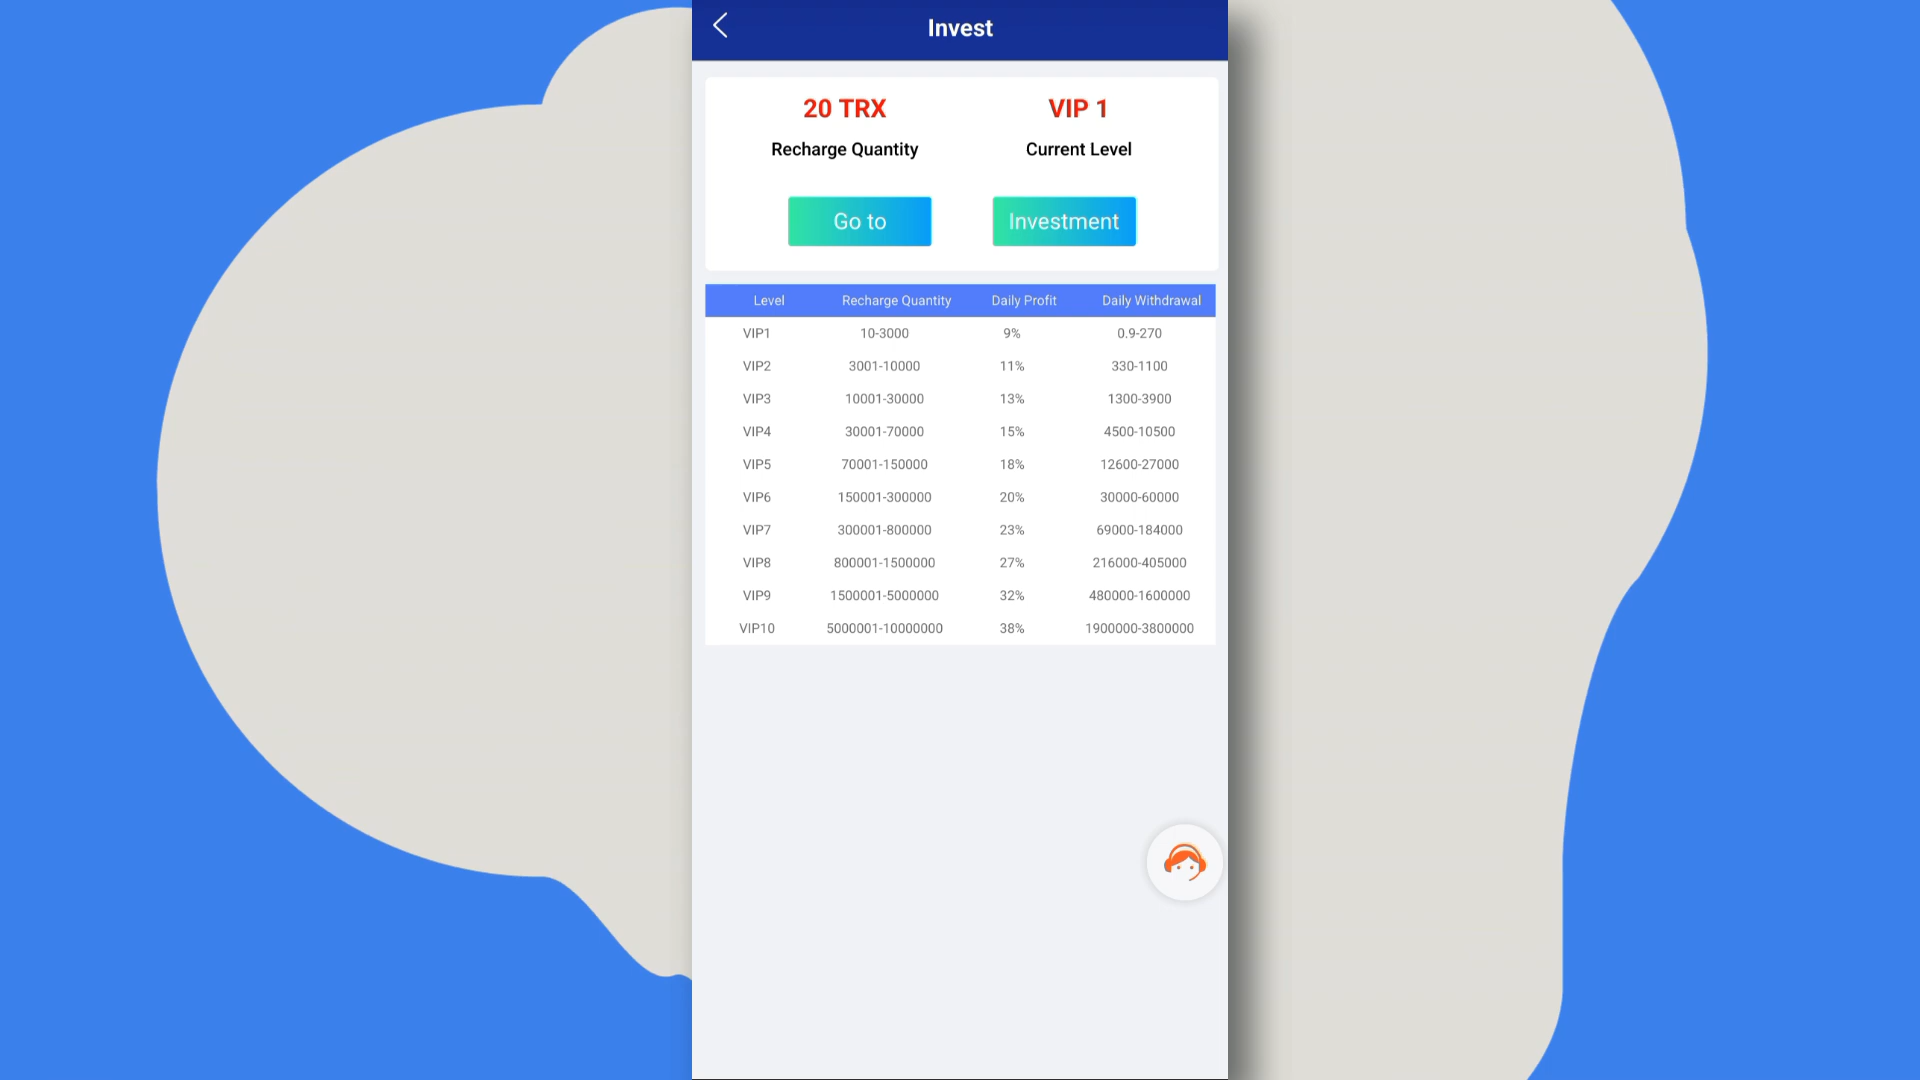 Invest
20 TRX VIP 1
Recharge Quantity Current Level
Go to Investment
Level Recharge Quantity Daily Profit Daily Withdrawal
VIP1 10-3000 9% 0.9-270
VIP2 3001-10000 11% 330-1100
VIP3 10001-30000 13% 1300-3900
VIP4 30001-70000 15% 4500-10500
VIP5 70001-150000 18% 12600-27000
VIP6 150001-300000 20% 30000-60000
VIP7 300001-800000 23% 69000-184000
VIP8 800001-1500000 27% 216000-405000
VIP9 1500001-5000000 32% 480000-1600000
VIP10 5000001-10000000 38% 1900000-3800000